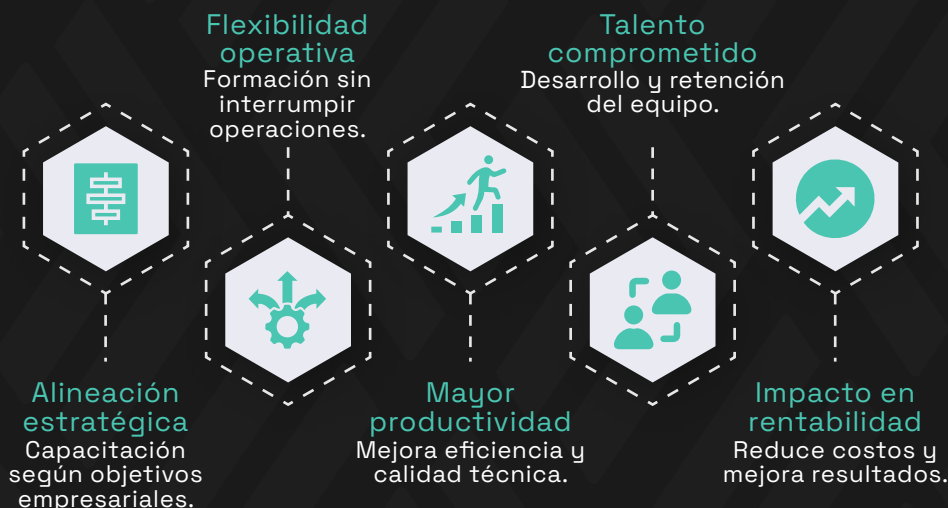 Flexibilidad
operativa
Formación sin
interrumpir
operaciones.
Talento
comprometido
Desarrollo y retención
del equipo.
Alineación
estratégica
Capacitación
según objetivos
empresariales.
Mayor
productividad
Mejora eficiencia y
calidad técnica.
Impacto en
rentabilidad
Reduce costos y
mejora resultados.